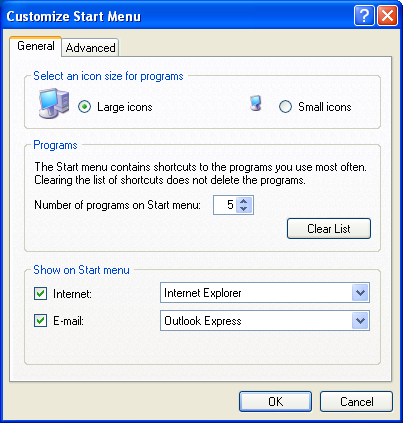 Customize Start Menu
General Advanced
Select an icon size for programs
Large icons Small icons
Programs
The Start menu contains shortcuts to the programs you use most often.
Clearing the list of shortcuts does not delete the programs.
Number of programs on Start menu: 5
Clear List
Show on Start menu
Internet: Internet Explorer
E-mail: Outlook Express
OK Cancel